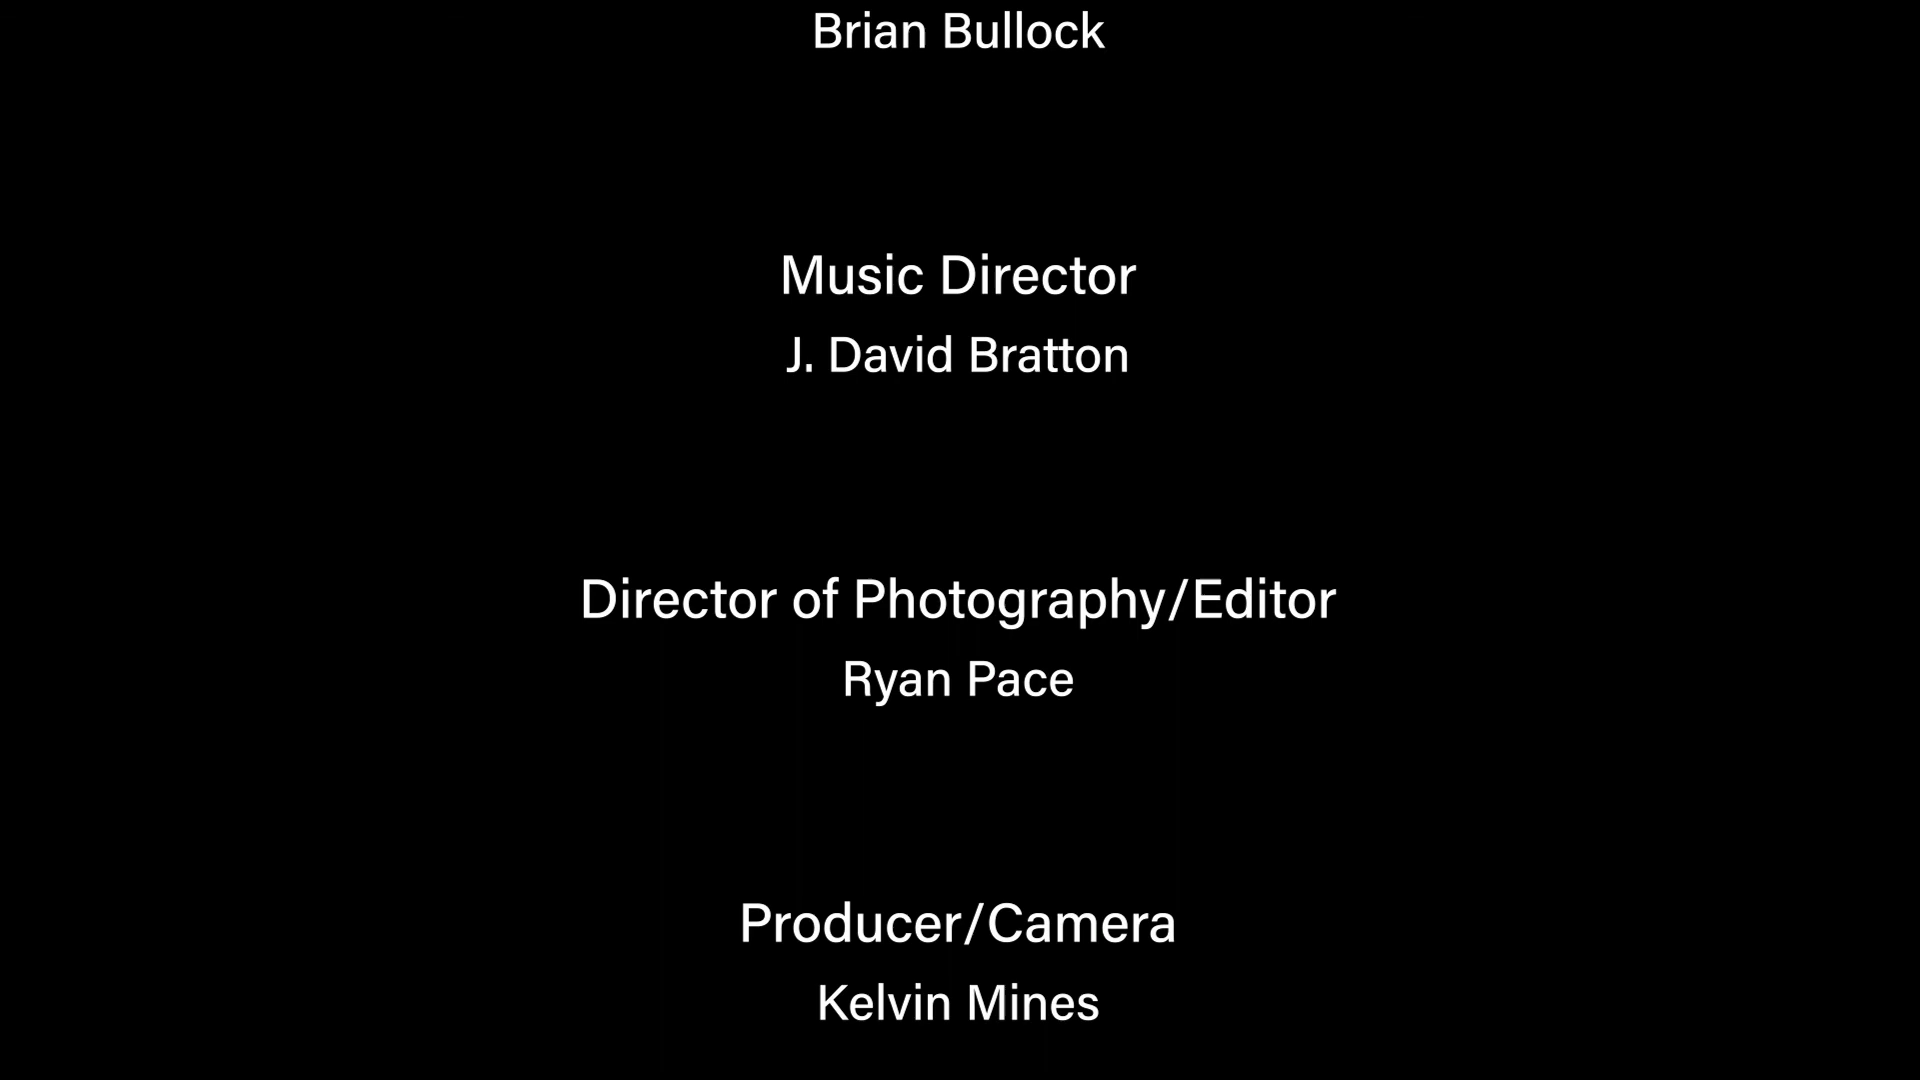 Brian Bullock
Music Director
J. David Bratton
Director of Photography/Editor
Ryan Pace
Producer/Camera
Kelvin Mines